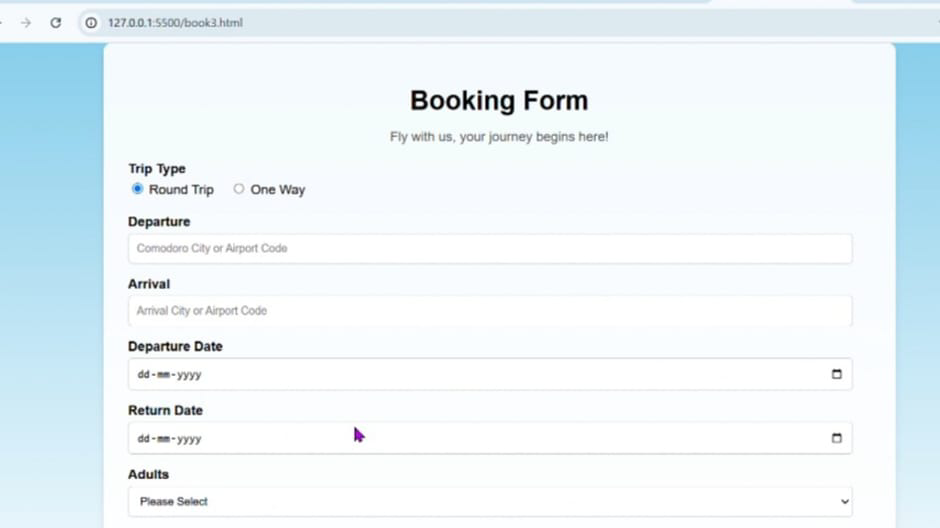 127.0.0.1:5500/book3.html
Booking Form
Fly with us, your journey begins here!
Trip Type
Round Trip One Way
Departure
Comodoro City or Airport Code
Arrival
Arrival City or Airport Code
Departure Date
dd-mm-yyyy
Return Date
dd-mm-yyyy
Adults
Please Select